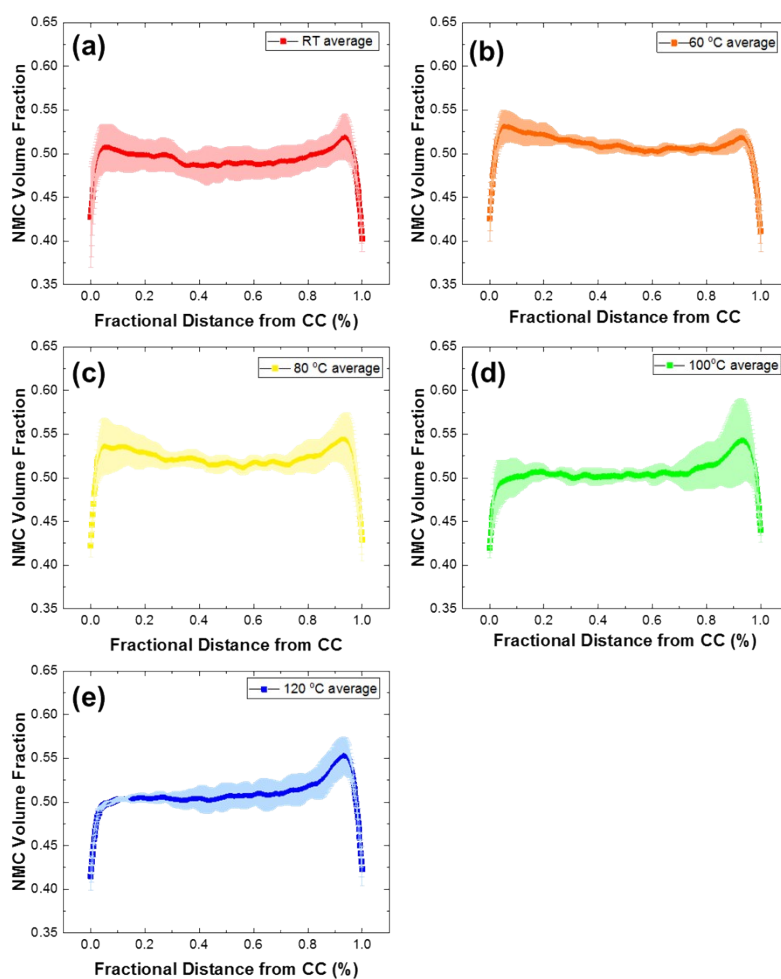 (a)
RT average
NMC Volume Fraction
0.65
0.60
0.55
0.50
0.45
0.40
0.35
0.0 0.2 0.4 0.6 0.8 1.0
Fractional Distance from CC (%)
(b)
60 °C average
NMC Volume Fraction
0.65
0.60
0.55
0.50
0.45
0.40
0.35
0.0 0.2 0.4 0.6 0.8 1.0
Fractional Distance from CC
(c)
80 °C average
NMC Volume Fraction
0.65
0.60
0.55
0.50
0.45
0.40
0.35
0.0 0.2 0.4 0.6 0.8 1.0
Fractional Distance from CC
(d)
100°C average
NMC Volume Fraction
0.65
0.60
0.55
0.50
0.45
0.40
0.35
0.0 0.2 0.4 0.6 0.8 1.0
Fractional Distance from CC (%)
(e)
120 °C average
NMC Volume Fraction
0.65
0.60
0.55
0.50
0.45
0.40
0.35
0.0 0.2 0.4 0.6 0.8 1.0
Fractional Distance from CC (%)